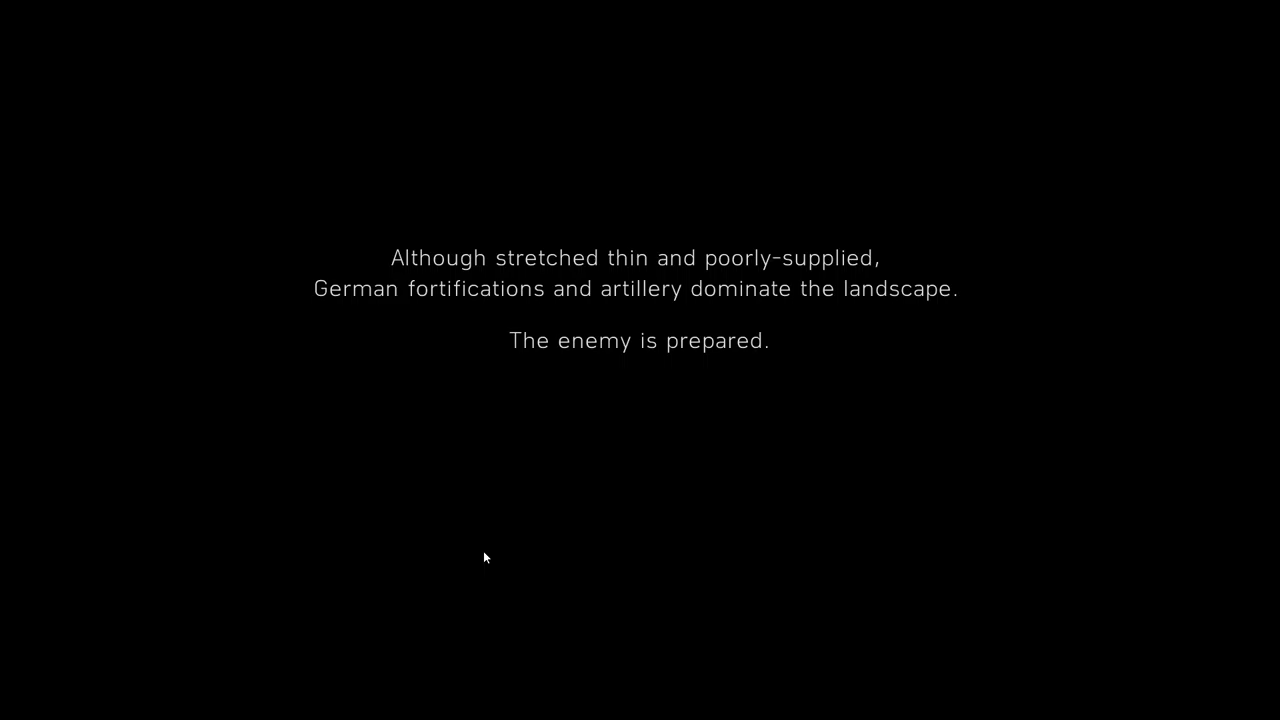 Although stretched thin and poorly-supplied,
German fortifications and artillery dominate the landscape.
The enemy is prepared.